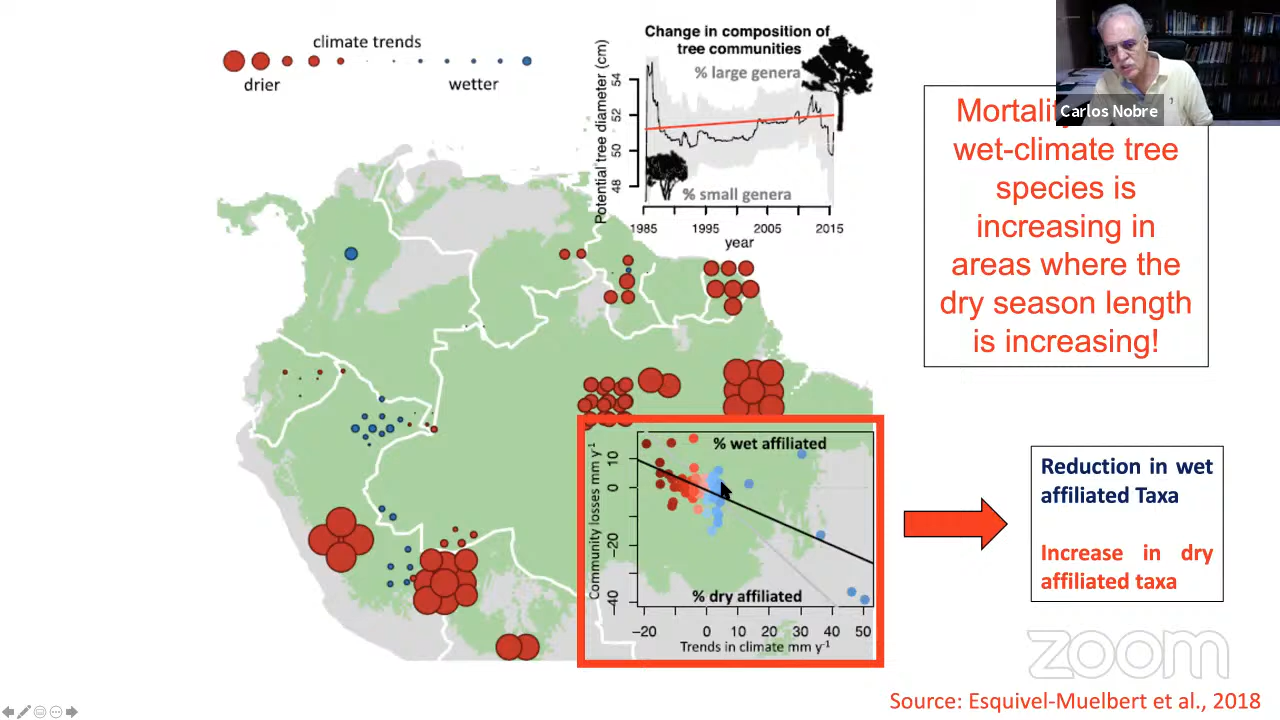 climate trends
drier
wetter
Change in composition of
tree communities
% large genera
% small genera
Potential tree diameter (cm)
54
52
50
48
1985
1995
2005
2015
year
Carlos Nobre
Mortali
wet-climate tree
species is
increasing in
areas where the
dry season length
is increasing!
% wet affiliated
% dry affiliated
Community losses mm y⁻¹
10
0
−20
−40
−20
0
10
20
30
40
50
Trends in climate mm y⁻¹
Reduction in wet
affiliated Taxa
Increase in dry
affiliated taxa
zoom
Source: Esquivel-Muelbert et al., 2018